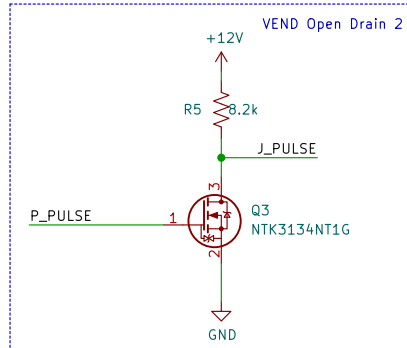 VEND Open Drain 2
+12V
R5
8.2k
J_PULSE
3
Q3
P_PULSE
1
NTK3134NT1G
2
GND